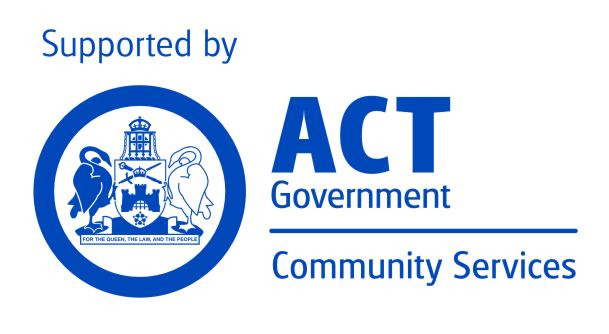 Supported by
ACT
Government
FOR THE QUEEN, THE LAW, AND THE PEOPLE
Community Services